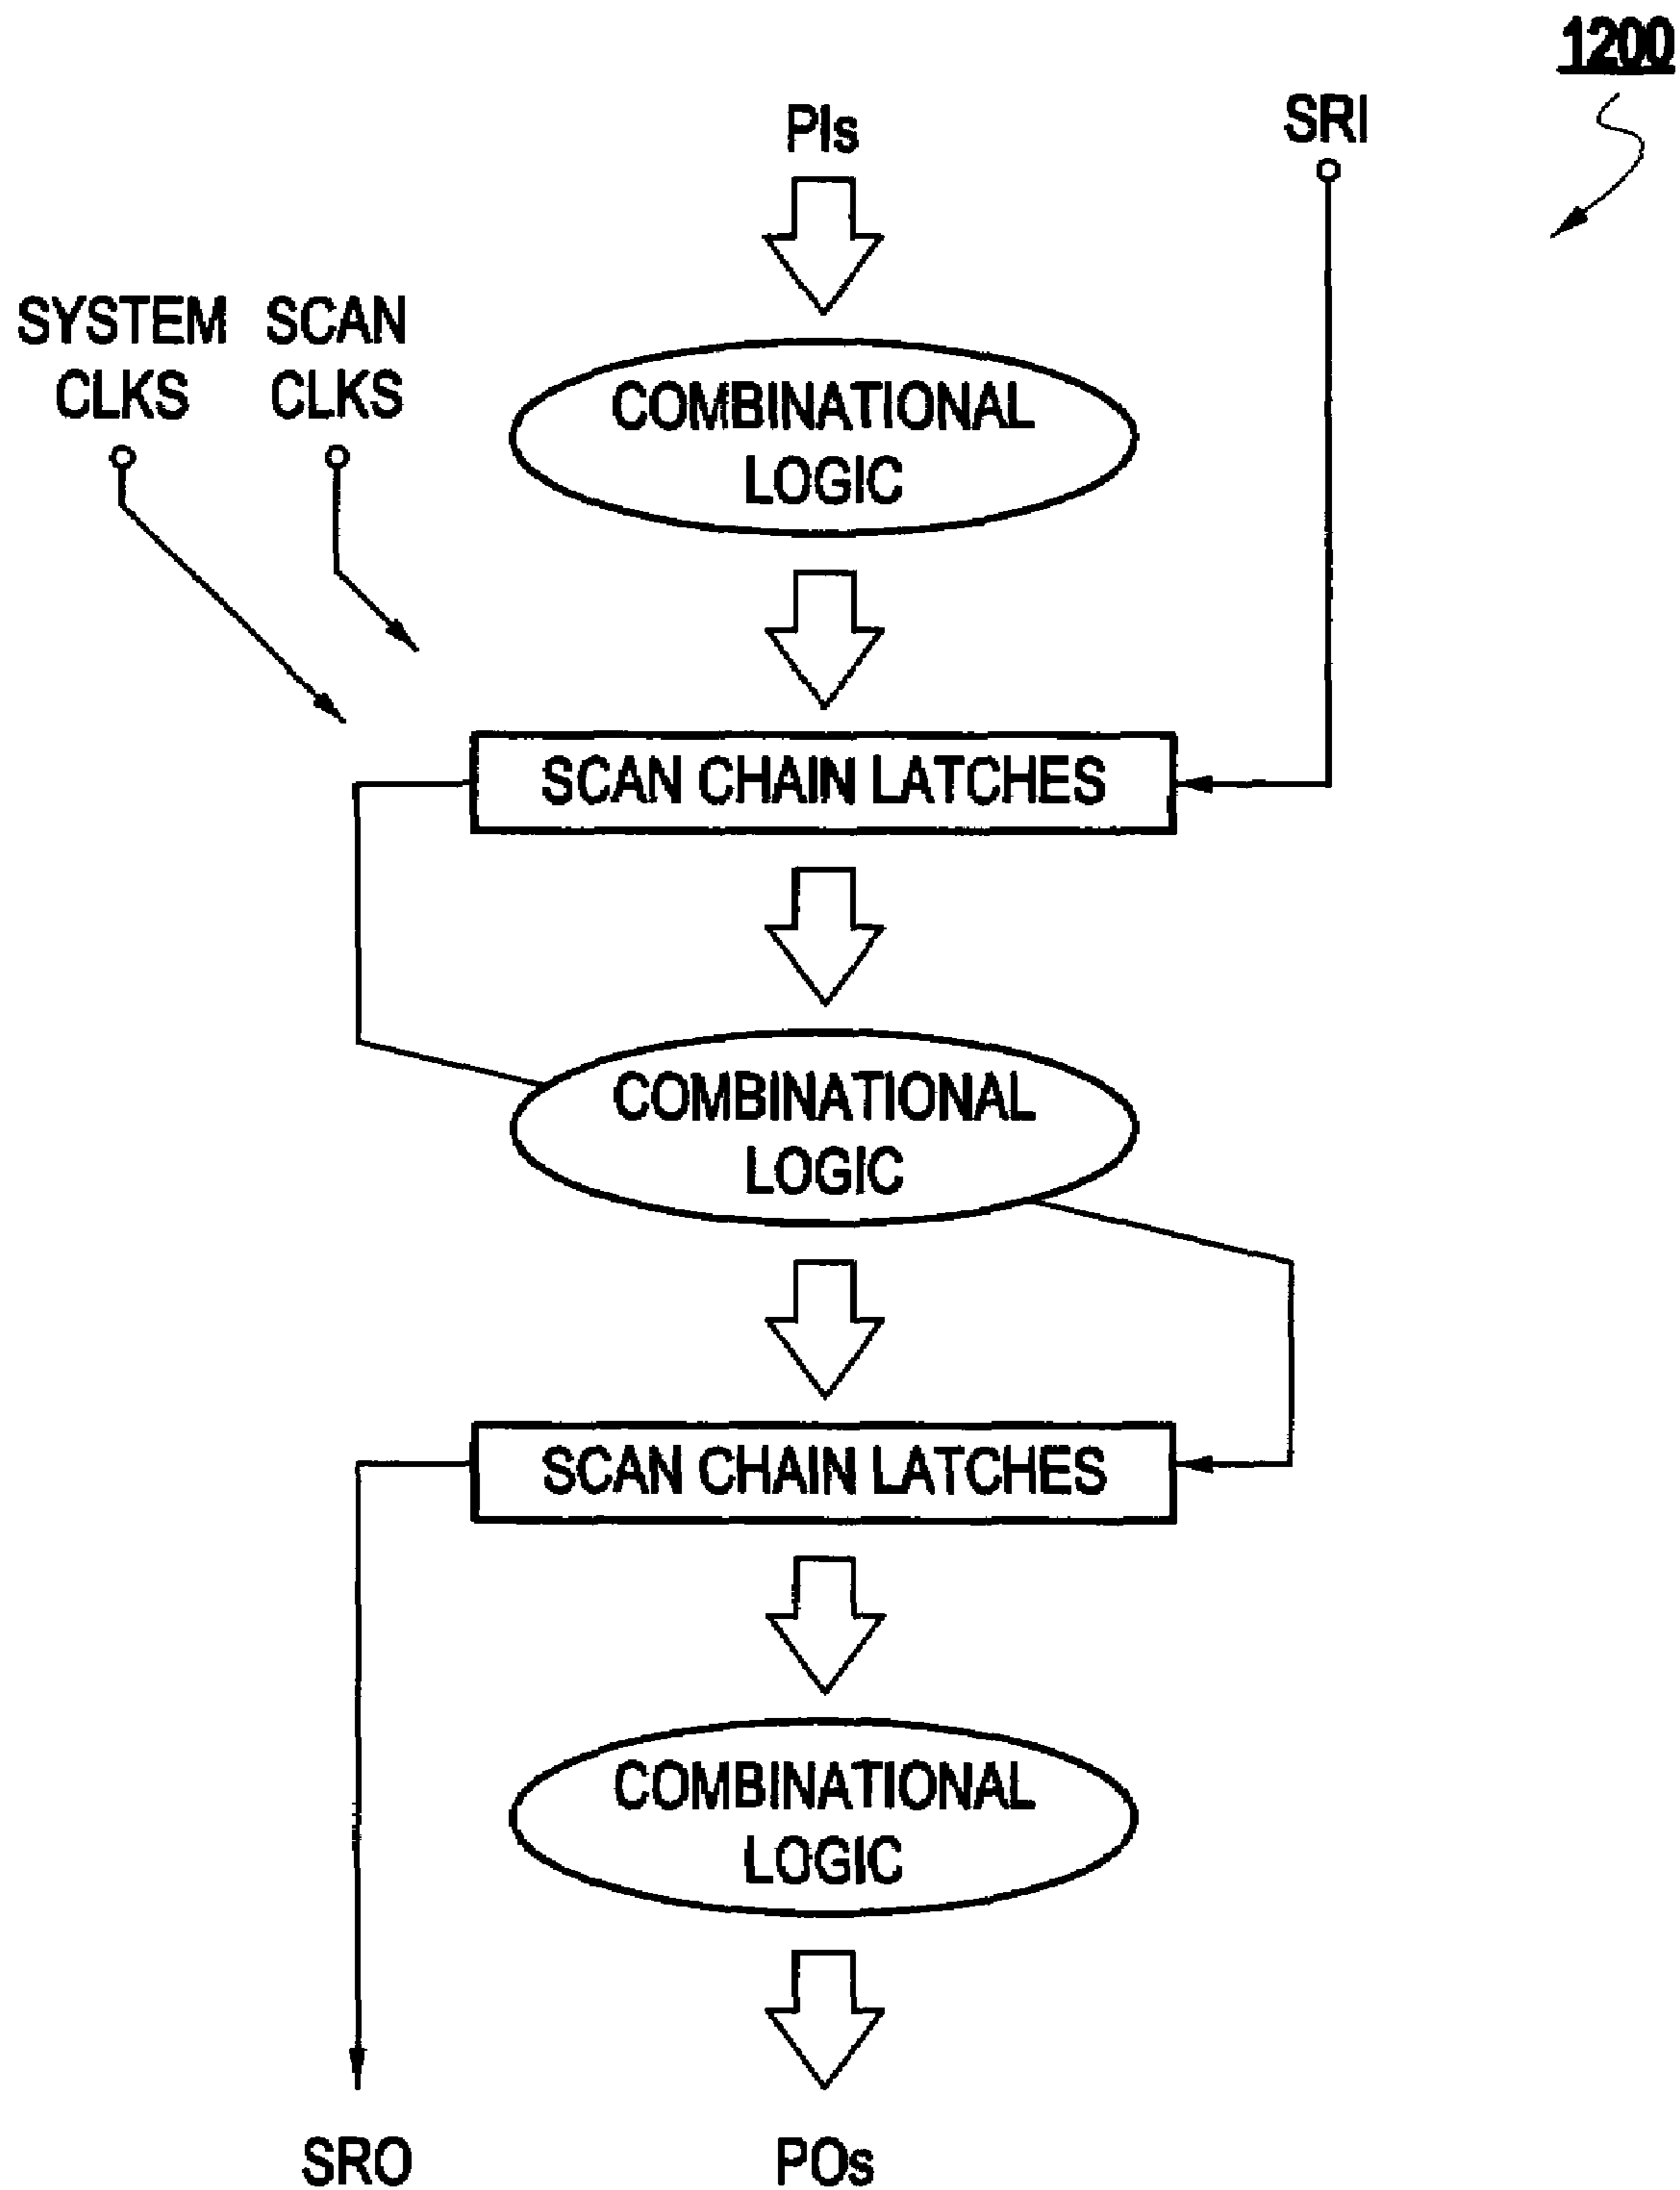 1200
PIs
SRI
SYSTEM CLKS
SCAN CLKS
COMBINATIONAL
LOGIC
SCAN CHAIN LATCHES
COMBINATIONAL
LOGIC
SCAN CHAIN LATCHES
COMBINATIONAL
LOGIC
SRO
POs